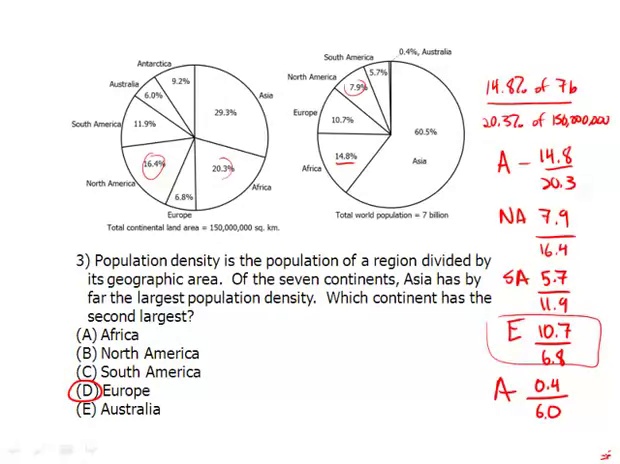 Antarctica
9.2%
Australia
6.0%
Asia
29.3%
South America
11.9%
16.4%
20.3%
North America
Africa
6.8%
Europe
Total continental land area = 150,000,000 sq. km.
0.4%, Australia
South America
5.7%
North America
7.9%
Europe
10.7%
60.5%
14.8%
Asia
Africa
Total world population = 7 billion
3) Population density is the population of a region divided by
its geographic area. Of the seven continents, Asia has by
far the largest population density. Which continent has the
second largest?
(A) Africa
(B) North America
(C) South America
(D) Europe
(E) Australia
14.8% of 7b
20.3% of 150,000,000
A - 14.8
20.3
NA 7.9
16.4
SA 5.7
11.9
E 10.7
6.8
A 0.4
6.0